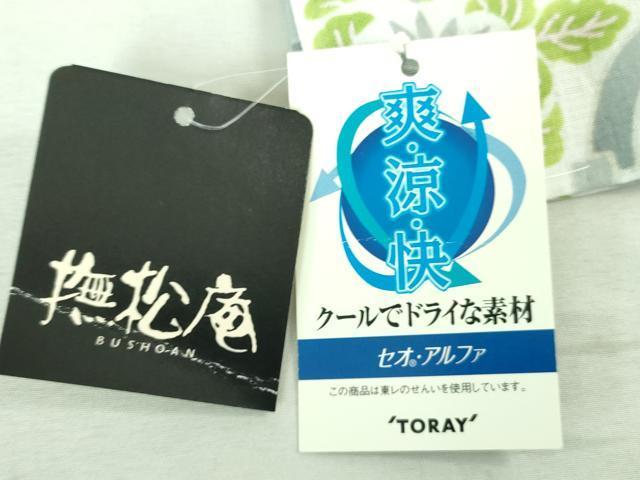 撫松庵
BUSHOAN
爽・涼・快
クールでドライな素材
セオ®・アルファ
この商品は東レのせんいを使用しています。
'TORAY'